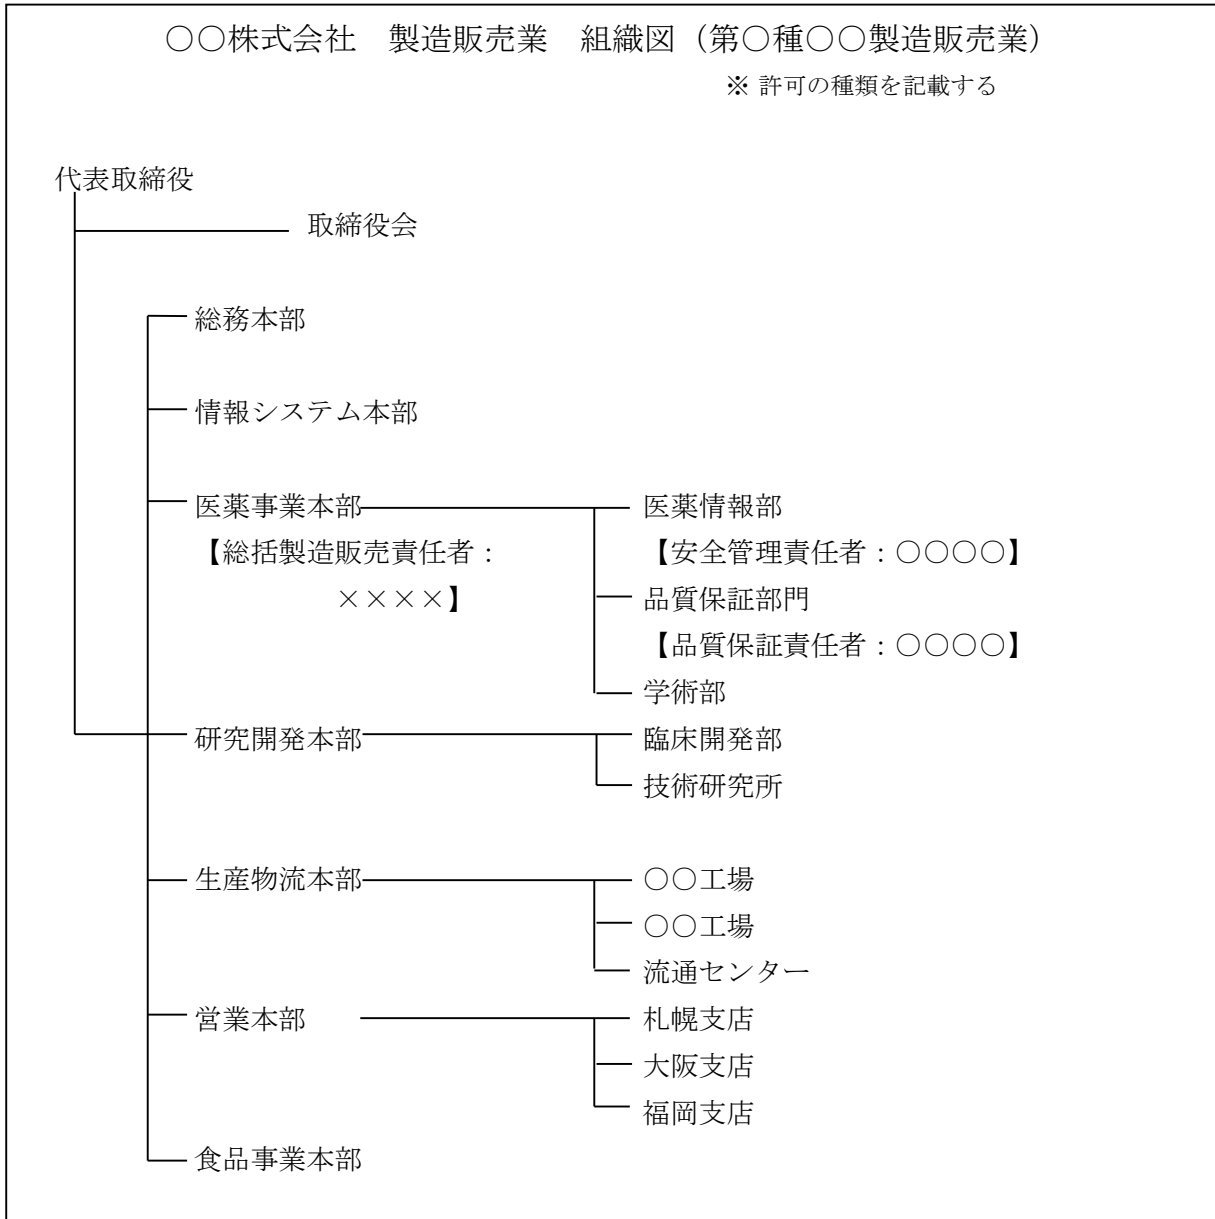 ○○株式会社　製造販売業　組織図（第○種○○製造販売業）
※ 許可の種類を記載する
代表取締役
取締役会
総務本部
情報システム本部
医薬事業本部　医薬情報部
【総括製造販売責任者：　【安全管理責任者：○○○○】
××××】　品質保証部門
【品質保証責任者：○○○○】
学術部
研究開発本部　臨床開発部
技術研究所
生産物流本部　○○工場
○○工場
流通センター
営業本部　札幌支店
大阪支店
福岡支店
食品事業本部